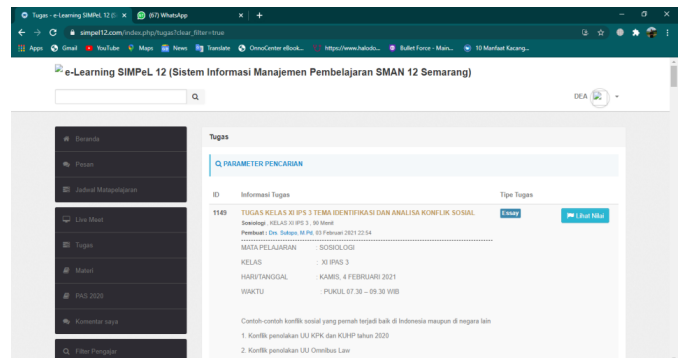 Tugas - e-Learning SIMPeL 12 (S
(67) WhatsApp
simpel12.com/index.php/tugas?clear_filter=true
Apps Gmail YouTube Maps News Translate OnnoCenter eBook... https://www.halodo... Bullet Force - Main... 10 Manfaat Kacang...
e-Learning SIMPeL 12 (Sistem Informasi Manajemen Pembelajaran SMAN 12 Semarang)
DEA
Beranda
Pesan
Jadwal Matapelajaran
Live Meet
Tugas
Materi
PAS 2020
Komentar saya
Filter Pengajar
Tugas
PARAMETER PENCARIAN
ID Informasi Tugas Tipe Tugas
1149 TUGAS KELAS XI IPS 3 TEMA IDENTIFIKASI DAN ANALISA KONFLIK SOSIAL Essay Lihat Nilai
Sosiologi , KELAS XI IPS 3 , 90 Menit
Pembuat : Drs. Sutopo, M.Pd, 03 Februari 2021 22:54
MATA PELAJARAN : SOSIOLOGI
KELAS : XI IPAS 3
HARI/TANGGAL : KAMIS, 4 FEBRUARI 2021
WAKTU : PUKUL 07.30 – 09.30 WIB
Contoh-contoh konflik sosial yang pernah terjadi baik di Indonesia maupun di negara lain
1. Konflik penolakan UU KPK dan KUHP tahun 2020
2. Konflik penolakan UU Omnibus Law